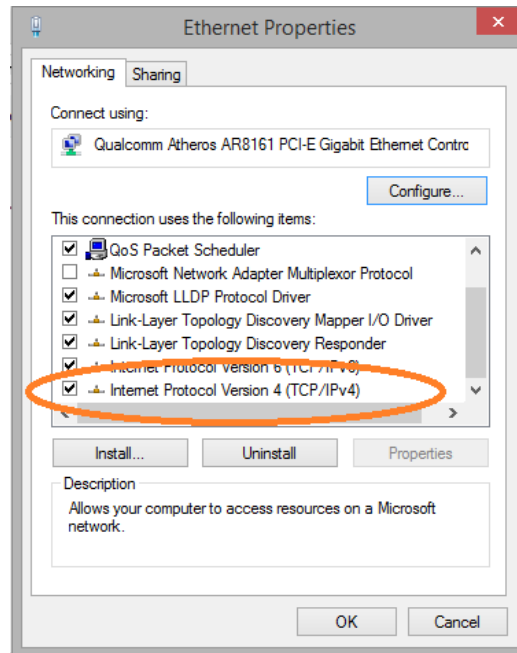 Ethernet Properties
Networking
Sharing
Connect using:
Qualcomm Atheros AR8161 PCI-E Gigabit Ethernet Contrc
Configure...
This connection uses the following items:
QoS Packet Scheduler
Microsoft Network Adapter Multiplexor Protocol
Microsoft LLDP Protocol Driver
Link-Layer Topology Discovery Mapper I/O Driver
Link-Layer Topology Discovery Responder
Internet Protocol Version 6 (TCP/IPv6)
Internet Protocol Version 4 (TCP/IPv4)
Install...
Uninstall
Properties
Description
Allows your computer to access resources on a Microsoft
network.
OK
Cancel